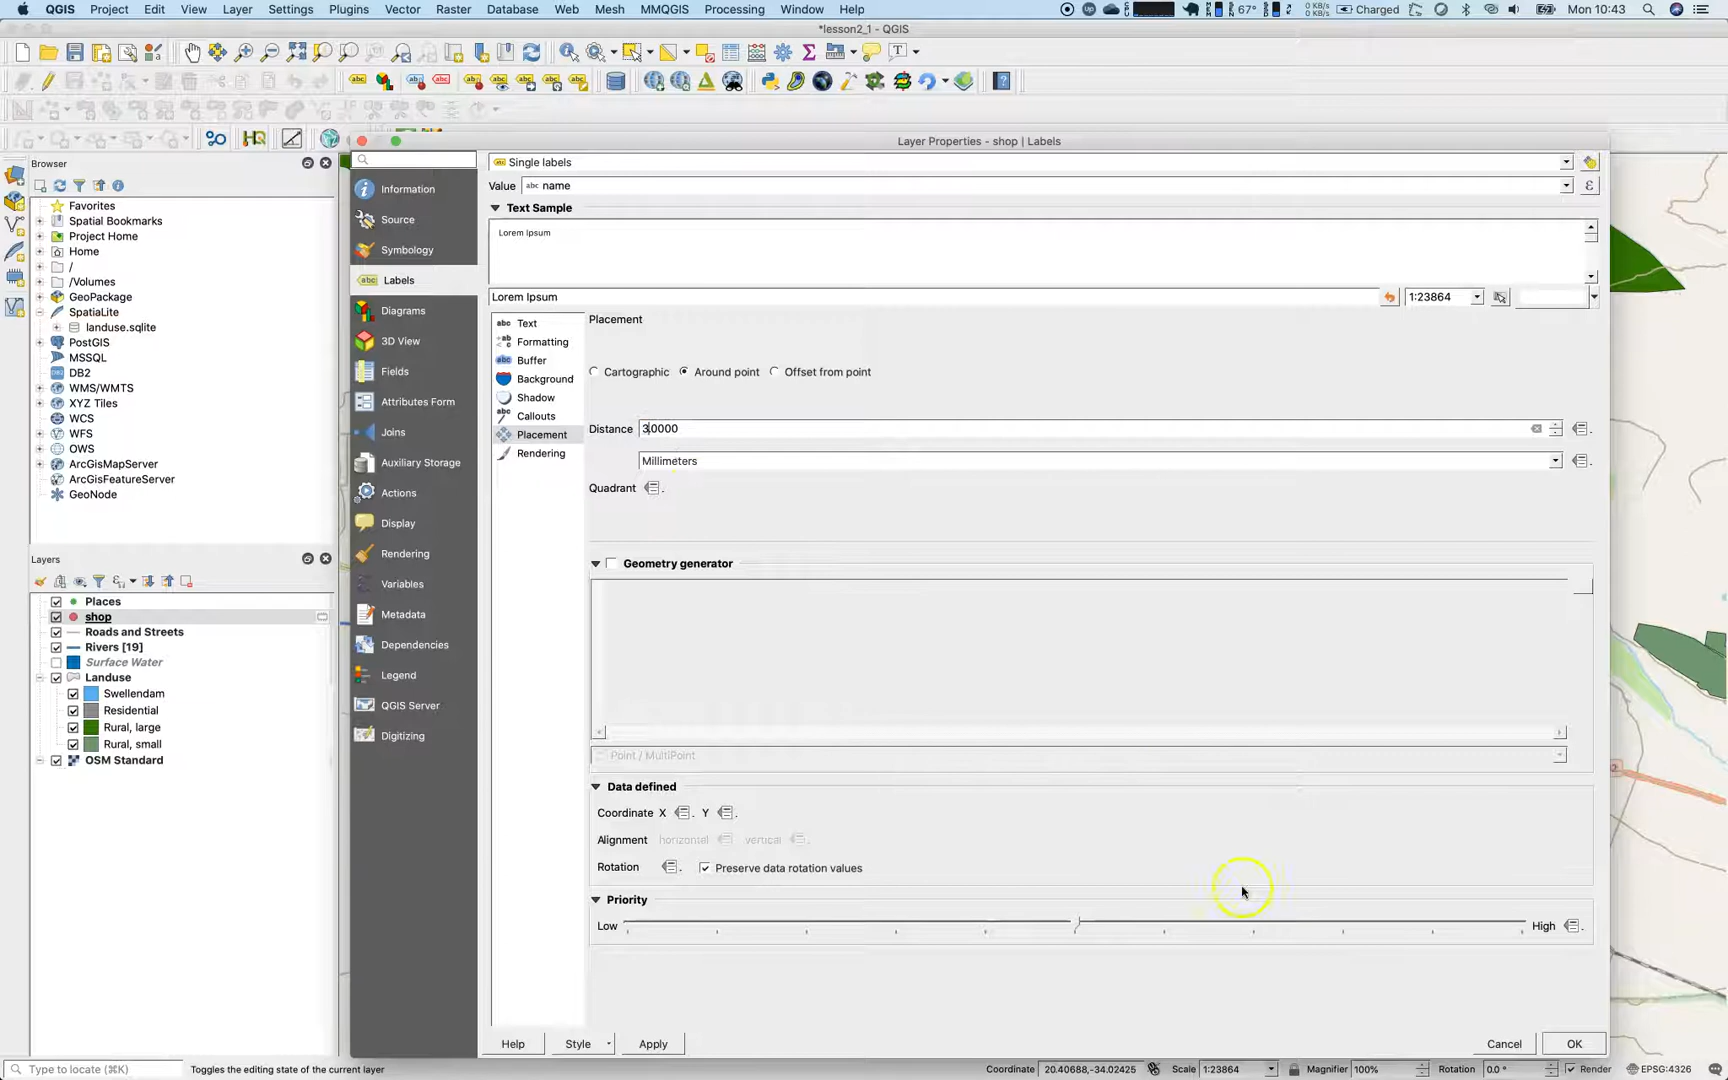 QGIS Project Edit View Layer Settings Plugins Vector Raster Database Web Mesh MMQGIS Processing Window Help 67° 0 KB/s 0 KB/s Charged Mon 10:43
*lesson2_1 - QGIS
Layer Properties - shop | Labels
Browser
Favorites
Spatial Bookmarks
Project Home
Home
/
/Volumes
GeoPackage
SpatiaLite
landuse.sqlite
PostGIS
MSSQL
DB2
WMS/WMTS
XYZ Tiles
WCS
WFS
OWS
ArcGisMapServer
ArcGisFeatureServer
GeoNode
Layers
Places
shop
Roads and Streets
Rivers [19]
Surface Water
Landuse
Swellendam
Residential
Rural, large
Rural, small
OSM Standard
Information
Source
Symbology
Labels
Diagrams
3D View
Fields
Attributes Form
Joins
Auxiliary Storage
Actions
Display
Rendering
Variables
Metadata
Dependencies
Legend
QGIS Server
Digitizing
Single labels
Value abc name
Text Sample
Lorem Ipsum
Lorem Ipsum 1:23864
Text
Formatting
Buffer
Background
Shadow
Callouts
Placement
Rendering
Placement
Cartographic Around point Offset from point
Distance 3.0000
Millimeters
Quadrant
Geometry generator
Point / MultiPoint
Data defined
Coordinate X Y
Alignment horizontal vertical
Rotation Preserve data rotation values
Priority
Low High
Help Style Apply Cancel OK
Type to locate (⌘K) Toggles the editing state of the current layer Coordinate 20.40688,-34.02425 Scale 1:23864 Magnifier 100% Rotation 0.0 ° Render EPSG:4326